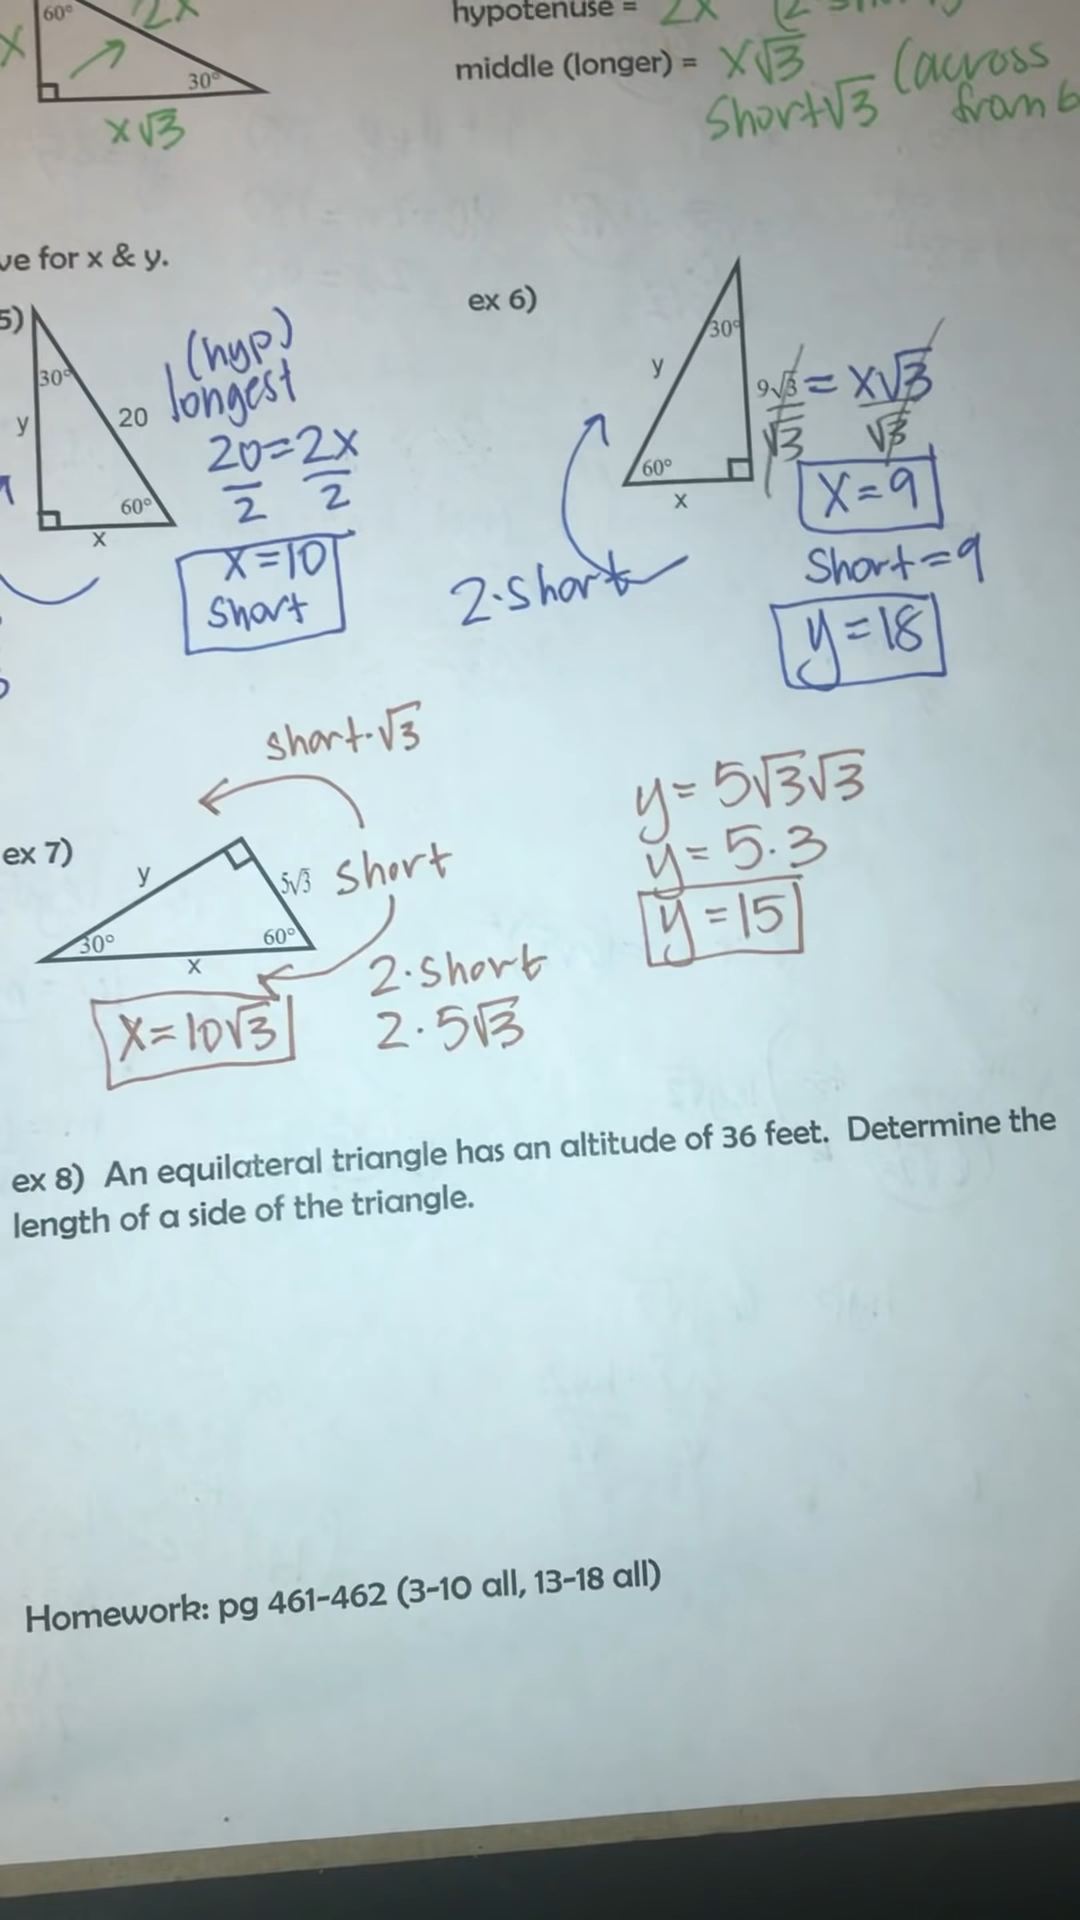 60°
2x
x
30°
x√3
hypotenuse = 2x
middle (longer) = x√3 (across
short√3 from
ve for x & y.
5)
30°
y
20
60°
x
(hyp)
longest
20=2x
2 2
x=10
short
ex 6)
30°
y
9√3 = x√3
√3 √3
60°
x
x=9
2·short
short=9
y=18
short·√3
ex 7)
y
5√3 short
30°
60°
x
x=10√3
2·short
2·5√3
y=5√3√3
y=5·3
y=15
ex 8) An equilateral triangle has an altitude of 36 feet. Determine the
length of a side of the triangle.
Homework: pg 461-462 (3-10 all, 13-18 all)